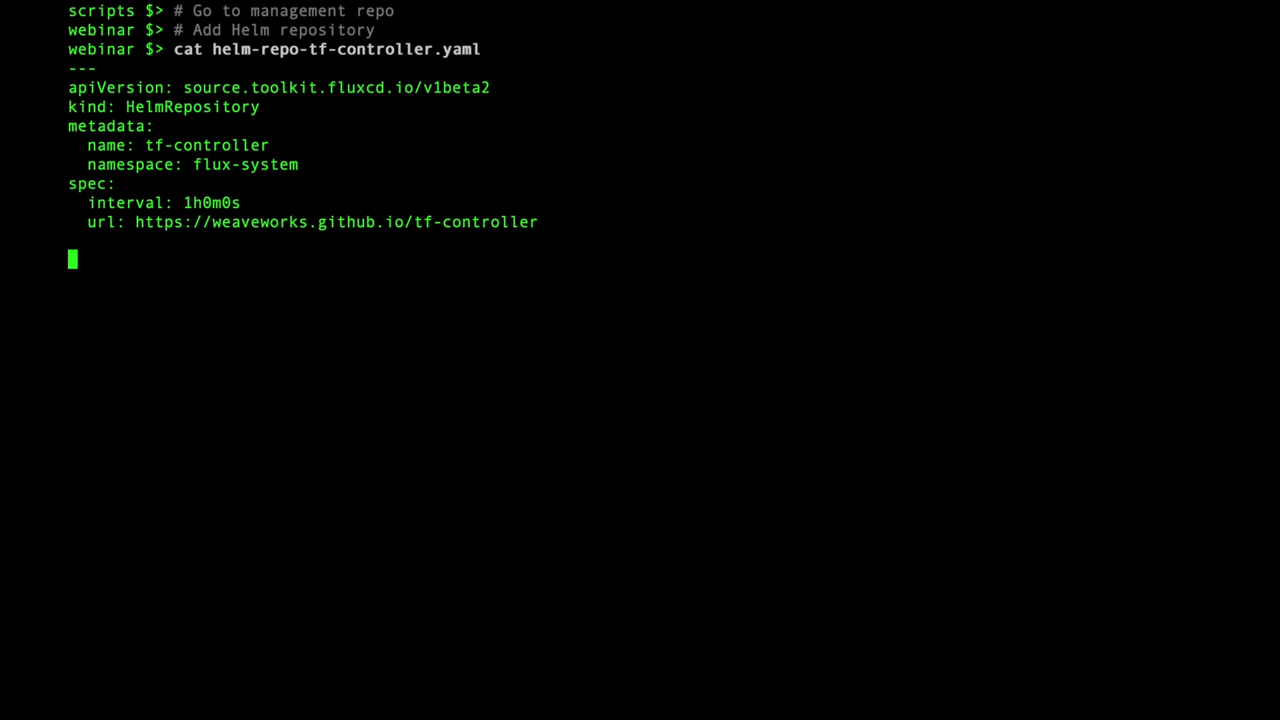 scripts $> # Go to management repo
webinar $> # Add Helm repository
webinar $> cat helm-repo-tf-controller.yaml
---
apiVersion: source.toolkit.fluxcd.io/v1beta2
kind: HelmRepository
metadata:
  name: tf-controller
  namespace: flux-system
spec:
  interval: 1h0m0s
  url: https://weaveworks.github.io/tf-controller